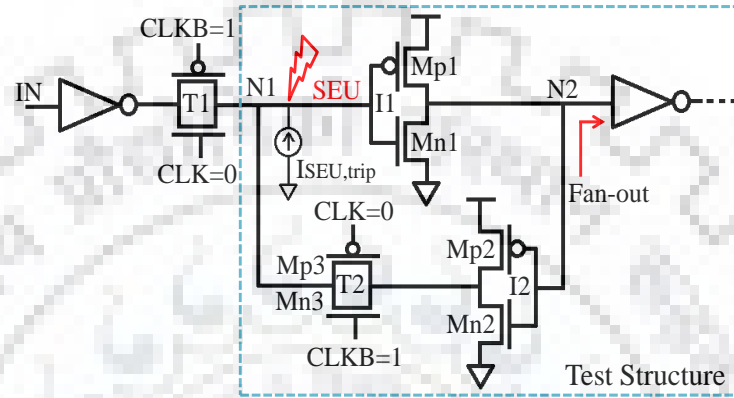 CLKB=1
IN
T1
N1
SEU
I1
Mp1
N2
Mn1
CLK=0
ISEU,trip
Fan-out
CLK=0
Mp3
T2
Mn3
Mp2
I2
Mn2
CLKB=1
Test Structure